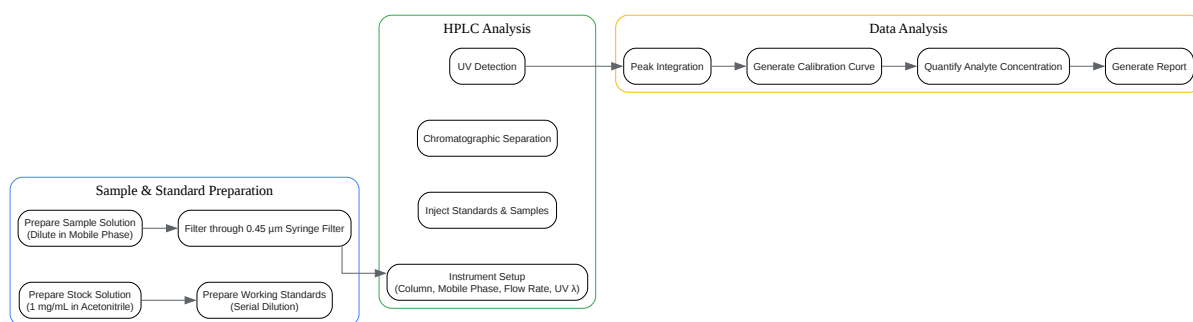 Sample & Standard Preparation
Prepare Sample Solution
(Dilute in Mobile Phase)
Filter through 0.45 µm Syringe Filter
Prepare Stock Solution
(1 mg/mL in Acetonitrile)
Prepare Working Standards
(Serial Dilution)
HPLC Analysis
UV Detection
Chromatographic Separation
Inject Standards & Samples
Instrument Setup
(Column, Mobile Phase, Flow Rate, UV λ)
Data Analysis
Peak Integration
Generate Calibration Curve
Quantify Analyte Concentration
Generate Report